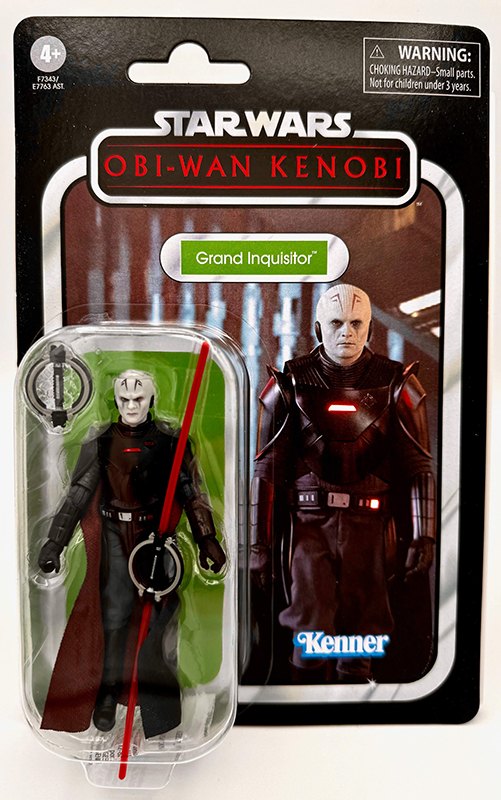 4+
F7343/
E7763 AST.
WARNING:
CHOKING HAZARD–Small parts.
Not for children under 3 years.
STAR WARS
OBI-WAN KENOBI
™
Grand Inquisitor™
Kenner